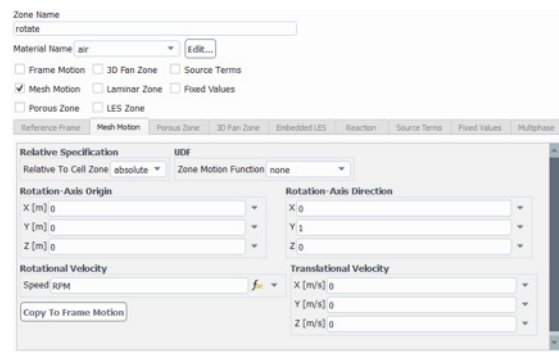 Zone Name
rotate
Material Name air Edit...
Frame Motion 3D Fan Zone Source Terms
Mesh Motion Laminar Zone Fixed Values
Porous Zone LES Zone
Reference Frame Mesh Motion Porous Zone 3D Fan Zone Embedded LES Reaction Source Terms Fixed Values Multiphase
Relative Specification UDF
Relative To Cell Zone absolute Zone Motion Function none
Rotation-Axis Origin Rotation-Axis Direction
X [m] 0 X 0
Y [m] 0 Y 1
Z [m] 0 Z 0
Rotational Velocity Translational Velocity
Speed RPM fx X [m/s] 0
Y [m/s] 0
Copy To Frame Motion
Z [m/s] 0